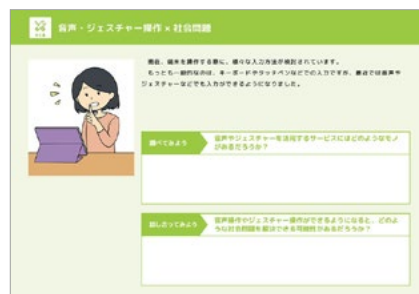 音声・ジェスチャー操作 × 社会問題
現在、端末を操作する際に、様々な入力方法が検討されています。
もっとも一般的なのは、キーボードやタッチペンなどでの入力ですが、最近では音声や
ジェスチャーなどでも入力ができるようになりました。
調べてみよう
音声やジェスチャーを活用するサービスにはどのようなモノ
があるだろうか？
話し合ってみよう
音声操作やジェスチャー操作ができるようになると、どのよ
うな社会問題を解決できる可能性があるだろうか？